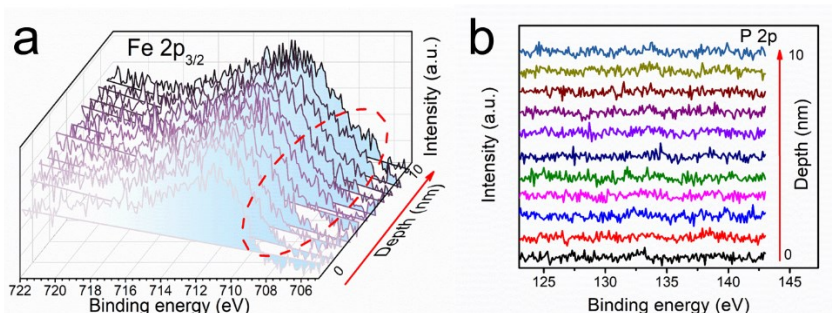 a
Fe 2p3/2
Intensity (a.u.)
10
Depth (nm)
0
722 720 718 716 714 712 710 708 706
Binding energy (eV)
b
P 2p
10
Intensity (a.u.)
Depth (nm)
0
125 130 135 140 145
Binding energy (eV)